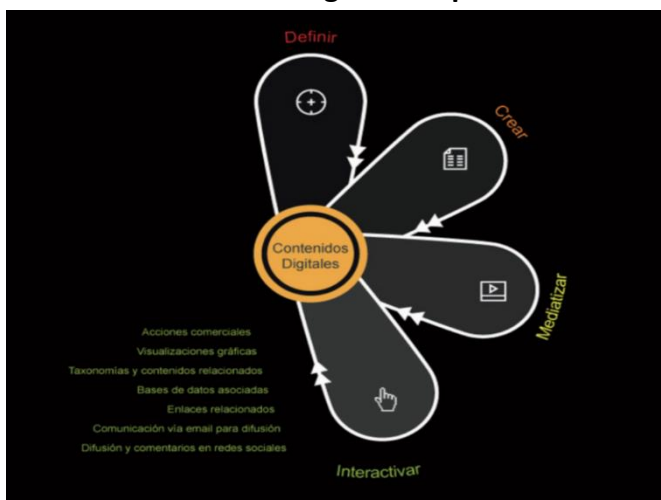 Definir
Crear
Contenidos
Digitales
Mediatizar
Acciones comerciales
Visualizaciones gráficas
Taxonomías y contenidos relacionados
Bases de datos asociadas
Enlaces relacionados
Comunicación vía email para difusión
Difusión y comentarios en redes sociales
Interactivar